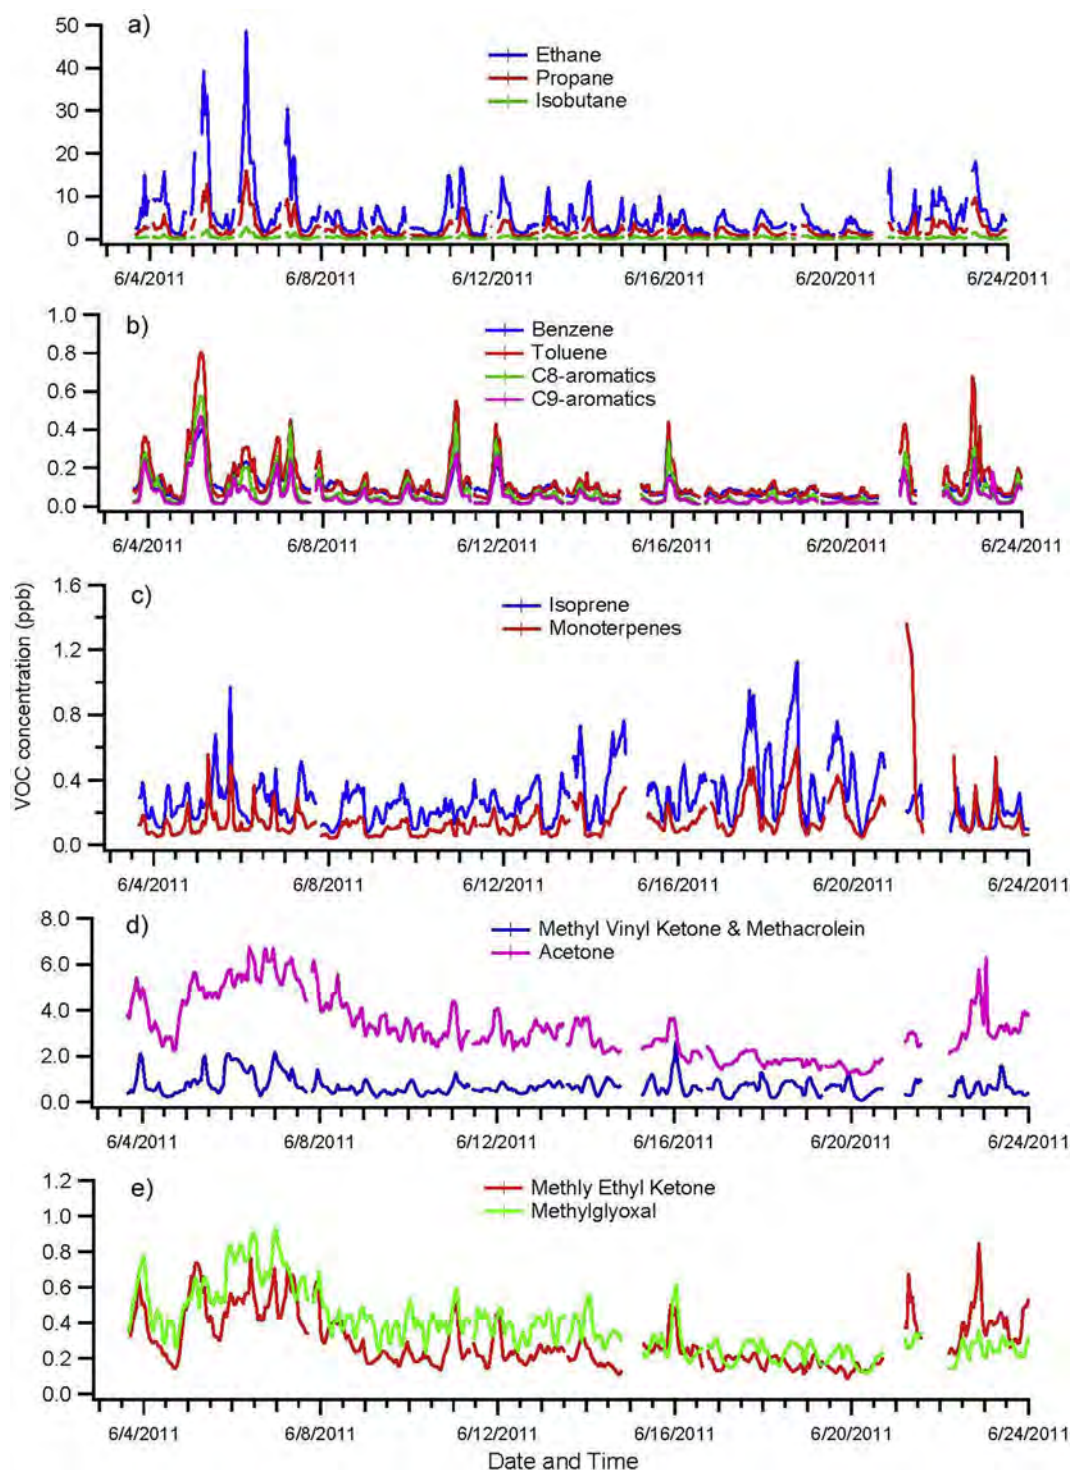 a)
Ethane
Propane
Isobutane
50
40
30
20
10
0
6/4/2011 6/8/2011 6/12/2011 6/16/2011 6/20/2011 6/24/2011
b)
Benzene
Toluene
C8-aromatics
C9-aromatics
1.0
0.8
0.6
0.4
0.2
0.0
6/4/2011 6/8/2011 6/12/2011 6/16/2011 6/20/2011 6/24/2011
VOC concentration (ppb)
c)
Isoprene
Monoterpenes
1.6
1.2
0.8
0.4
0.0
6/4/2011 6/8/2011 6/12/2011 6/16/2011 6/20/2011 6/24/2011
d)
Methyl Vinyl Ketone & Methacrolein
Acetone
8.0
6.0
4.0
2.0
0.0
6/4/2011 6/8/2011 6/12/2011 6/16/2011 6/20/2011 6/24/2011
e)
Methly Ethyl Ketone
Methylglyoxal
1.2
1.0
0.8
0.6
0.4
0.2
0.0
6/4/2011 6/8/2011 6/12/2011 6/16/2011 6/20/2011 6/24/2011
Date and Time